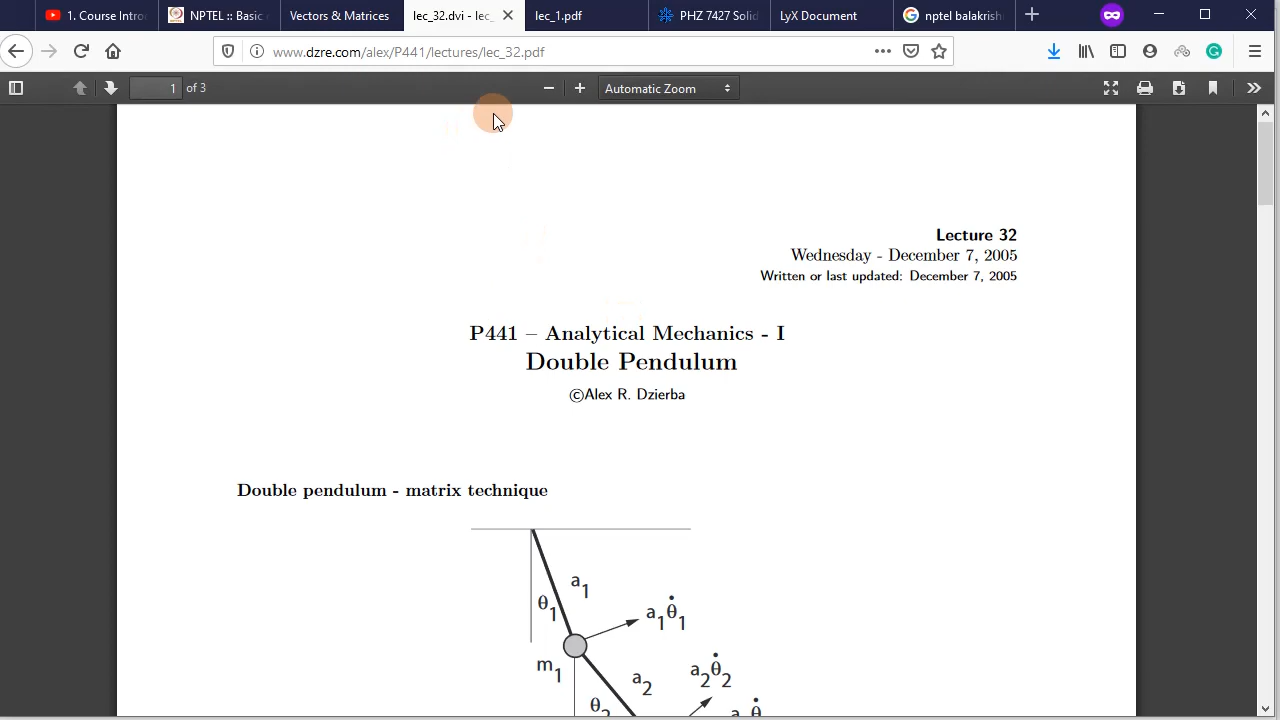 1. Course Intro
NPTEL :: Basic
Vectors & Matrices
lec_32.dvi - lec_
lec_1.pdf
PHZ 7427 Solid
LyX Document
nptel balakrish
www.dzre.com/alex/P441/lectures/lec_32.pdf
1 of 3
Automatic Zoom
Lecture 32
Wednesday - December 7, 2005
Written or last updated: December 7, 2005
P441 – Analytical Mechanics - I
Double Pendulum
©Alex R. Dzierba
Double pendulum - matrix technique
a₁
θ₁
a₁θ̇₁
m₁
a₂θ̇₂
a₂
θ₂